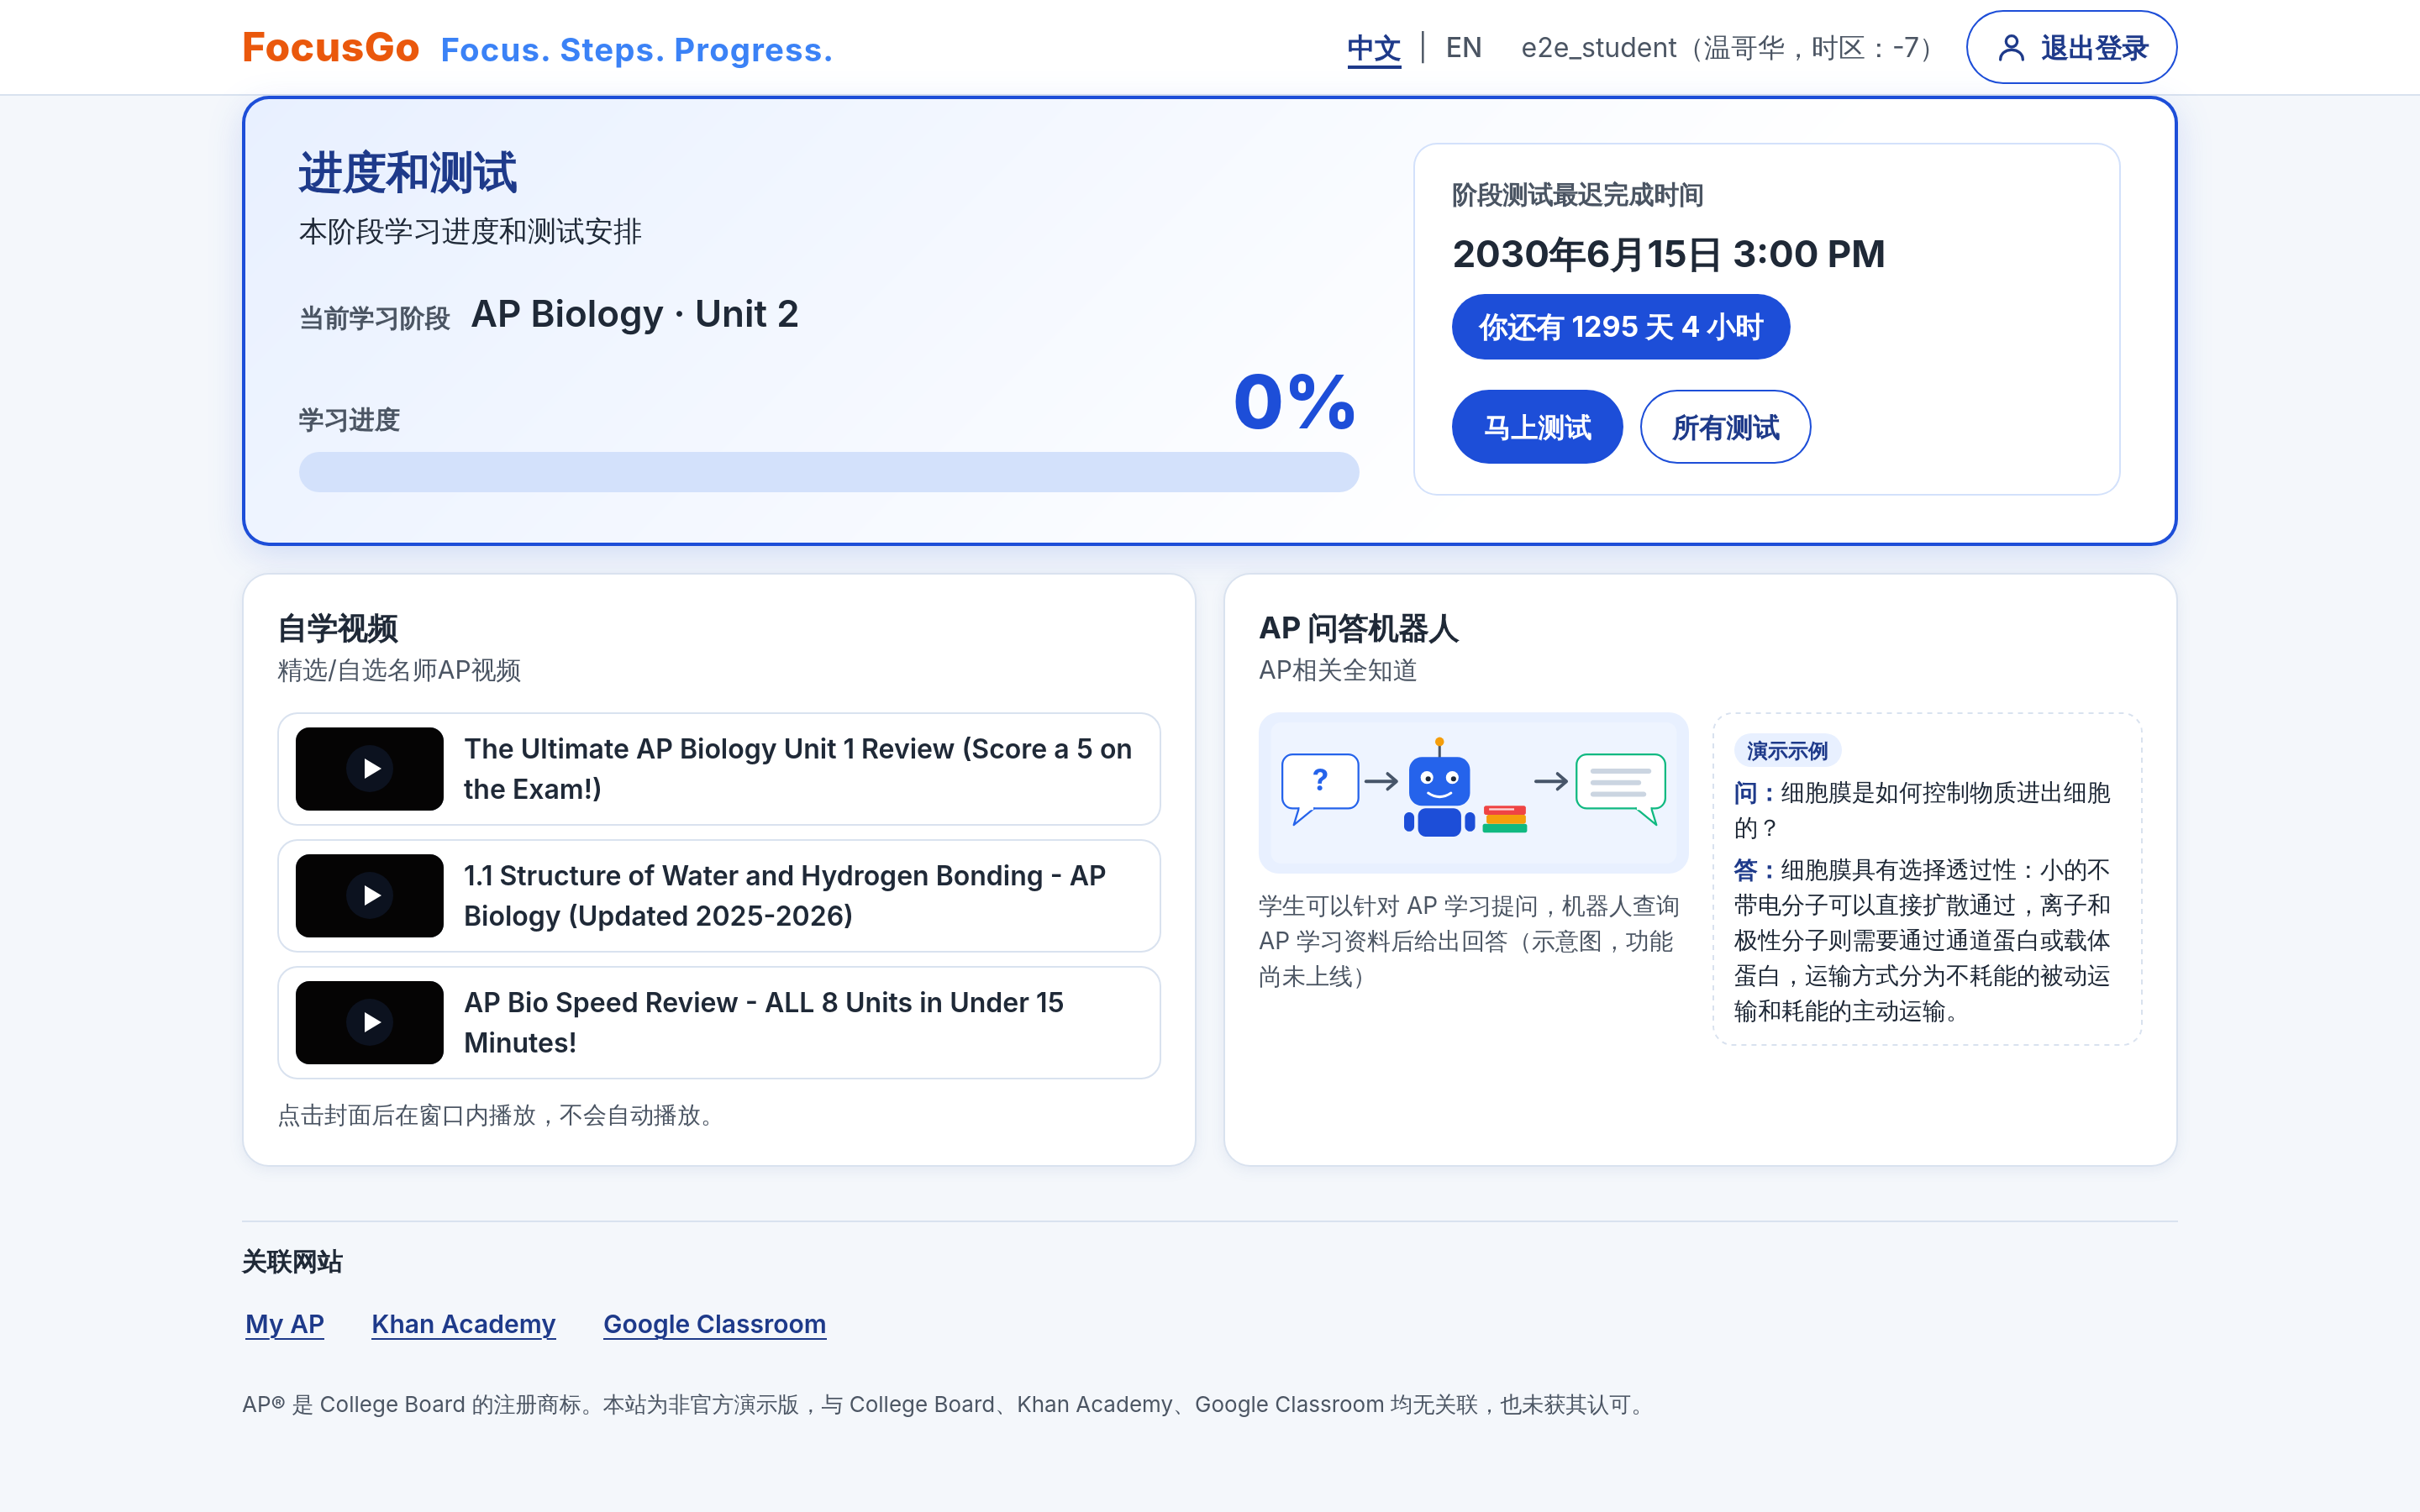 FocusGo Focus. Steps. Progress.
中文 | EN e2e_student（温哥华，时区：-7） 退出登录
进度和测试
本阶段学习进度和测试安排
当前学习阶段 AP Biology · Unit 2
学习进度 0%
阶段测试最迟完成时间
2030年6月15日 3:00 PM
你还有 1295 天 4 小时
马上测试 所有测试
自学视频
精选/自选名师AP视频
The Ultimate AP Biology Unit 1 Review (Score a 5 on
the Exam!)
1.1 Structure of Water and Hydrogen Bonding - AP
Biology (Updated 2025-2026)
AP Bio Speed Review - ALL 8 Units in Under 15
Minutes!
点击封面后在窗口内播放，不会自动播放。
AP 问答机器人
AP相关全知道
?
学生可以针对 AP 学习提问，机器人查询
AP 学习资料后给出回答（示意图，功能
尚未上线）
演示示例
问：细胞膜是如何控制物质进出细胞
的？
答：细胞膜具有选择透过性：小的不
带电分子可以直接扩散通过，离子和
极性分子则需要通过通道蛋白或载体
蛋白，运输方式分为不耗能的被动运
输和耗能的主动运输。
关联网站
My AP Khan Academy Google Classroom
AP® 是 College Board 的注册商标。本站为非官方演示版，与 College Board、Khan Academy、Google Classroom 均无关联，也未获其认可。